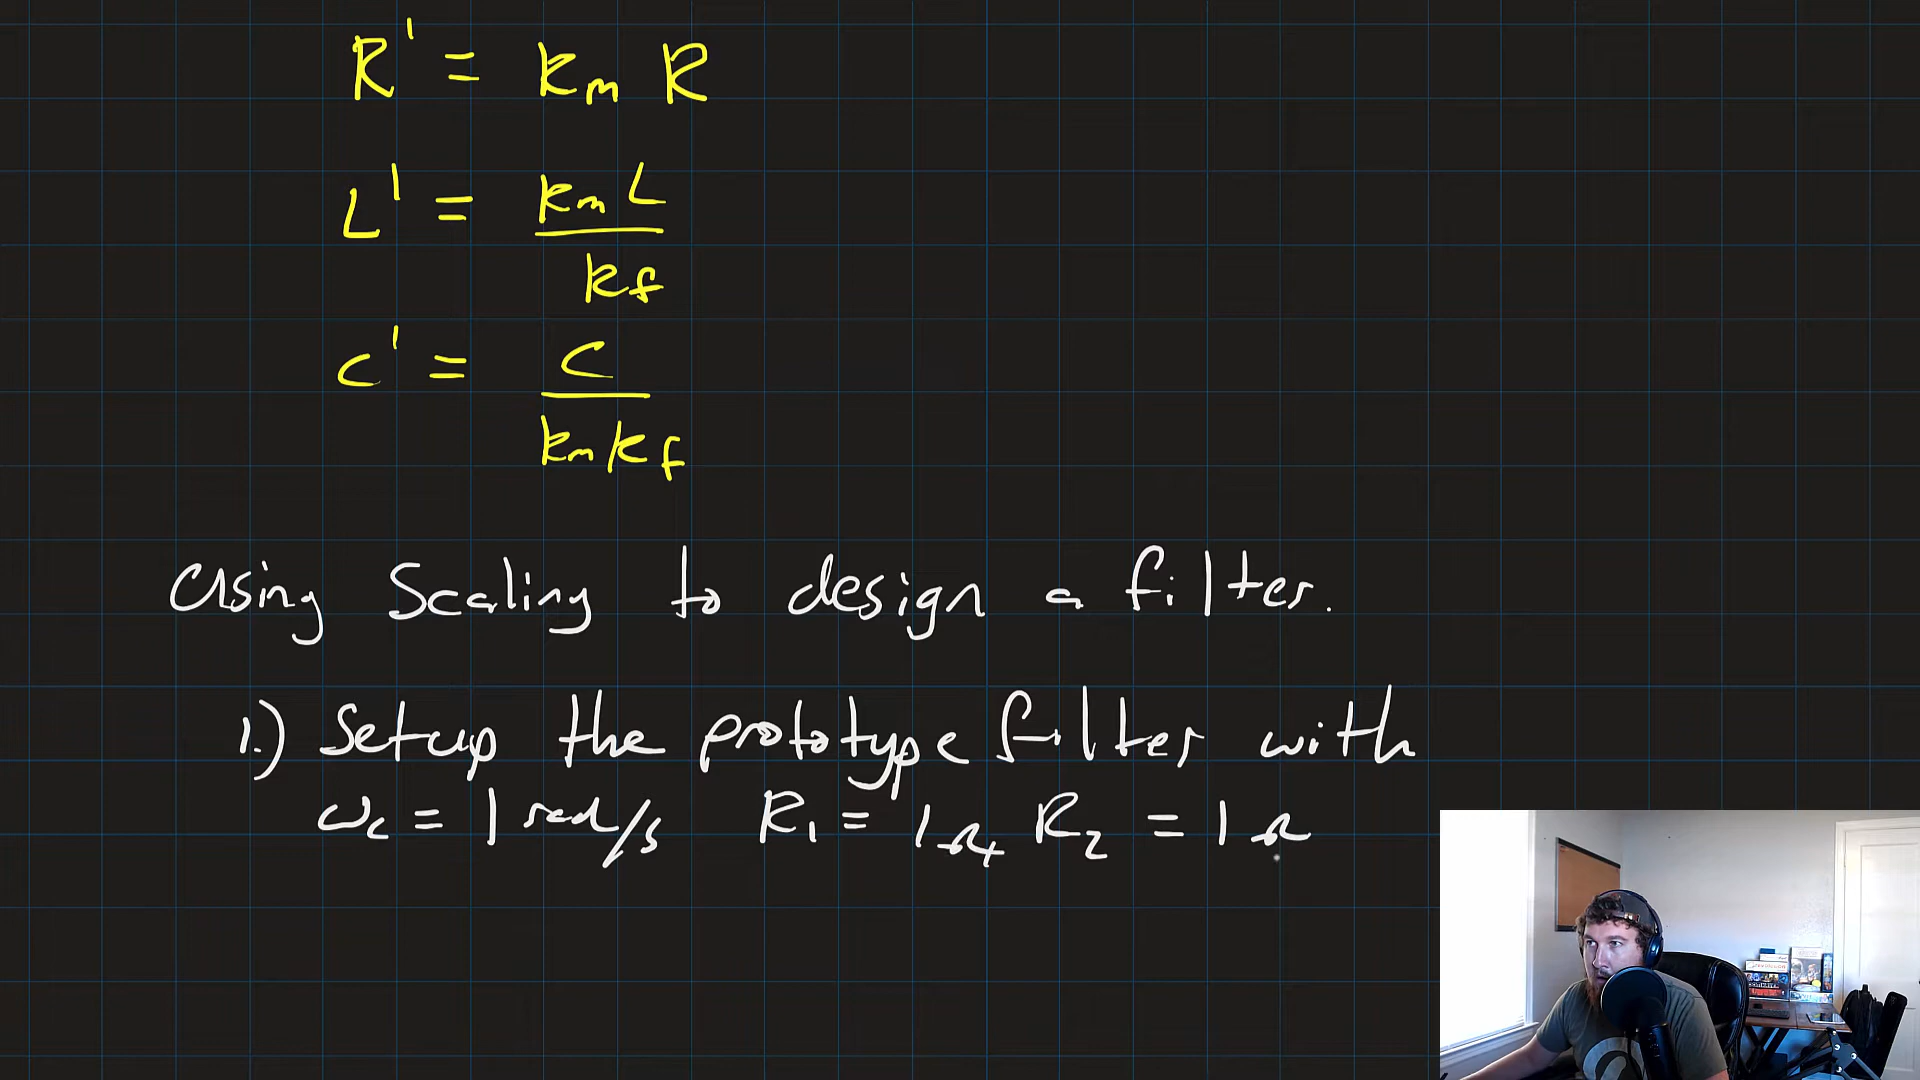 R' = km R
L' = km L / kf
C' = C / km kf
Using Scaling to design a filter.
1.) Setup the prototype filter with
ωc = 1 rad/s R1 = 1Ω, R2 = 1Ω